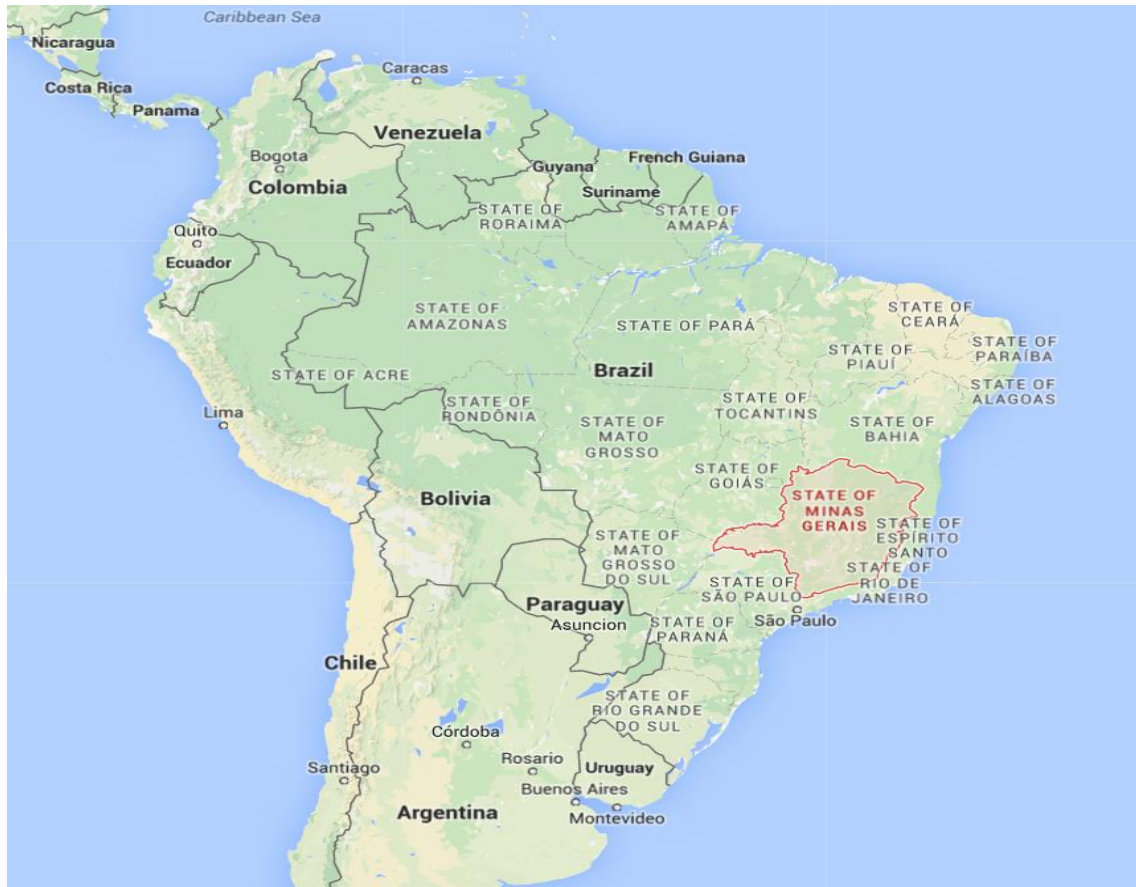 Caribbean Sea
Nicaragua
Costa Rica
Panama
Caracas
Venezuela
Bogota
Colombia
Guyana
French Guiana
Suriname
STATE OF
RORAIMA
STATE OF
AMAPÁ
Quito
Ecuador
STATE OF
AMAZONAS
STATE OF PARÁ
STATE OF
CEARÁ
STATE OF
PARAÍBA
STATE OF
PIAUÍ
Brazil
STATE OF ACRE
STATE OF
ALAGOAS
STATE OF
RONDÔNIA
STATE OF
TOCANTINS
Lima
STATE OF
MATO
GROSSO
STATE OF
BAHIA
STATE OF
GOIÁS
Bolivia
STATE OF
MINAS
GERAIS
STATE OF
ESPÍRITO
SANTO
STATE OF
MATO
GROSSO
DO SUL
STATE OF
RIO DE
JANEIRO
STATE OF
SÃO PAULO
São Paulo
Paraguay
Asuncion
STATE OF
PARANÁ
Chile
STATE OF
RIO GRANDE
DO SUL
Córdoba
Rosario
Santiago
Uruguay
Buenos Aires
Argentina
Montevideo